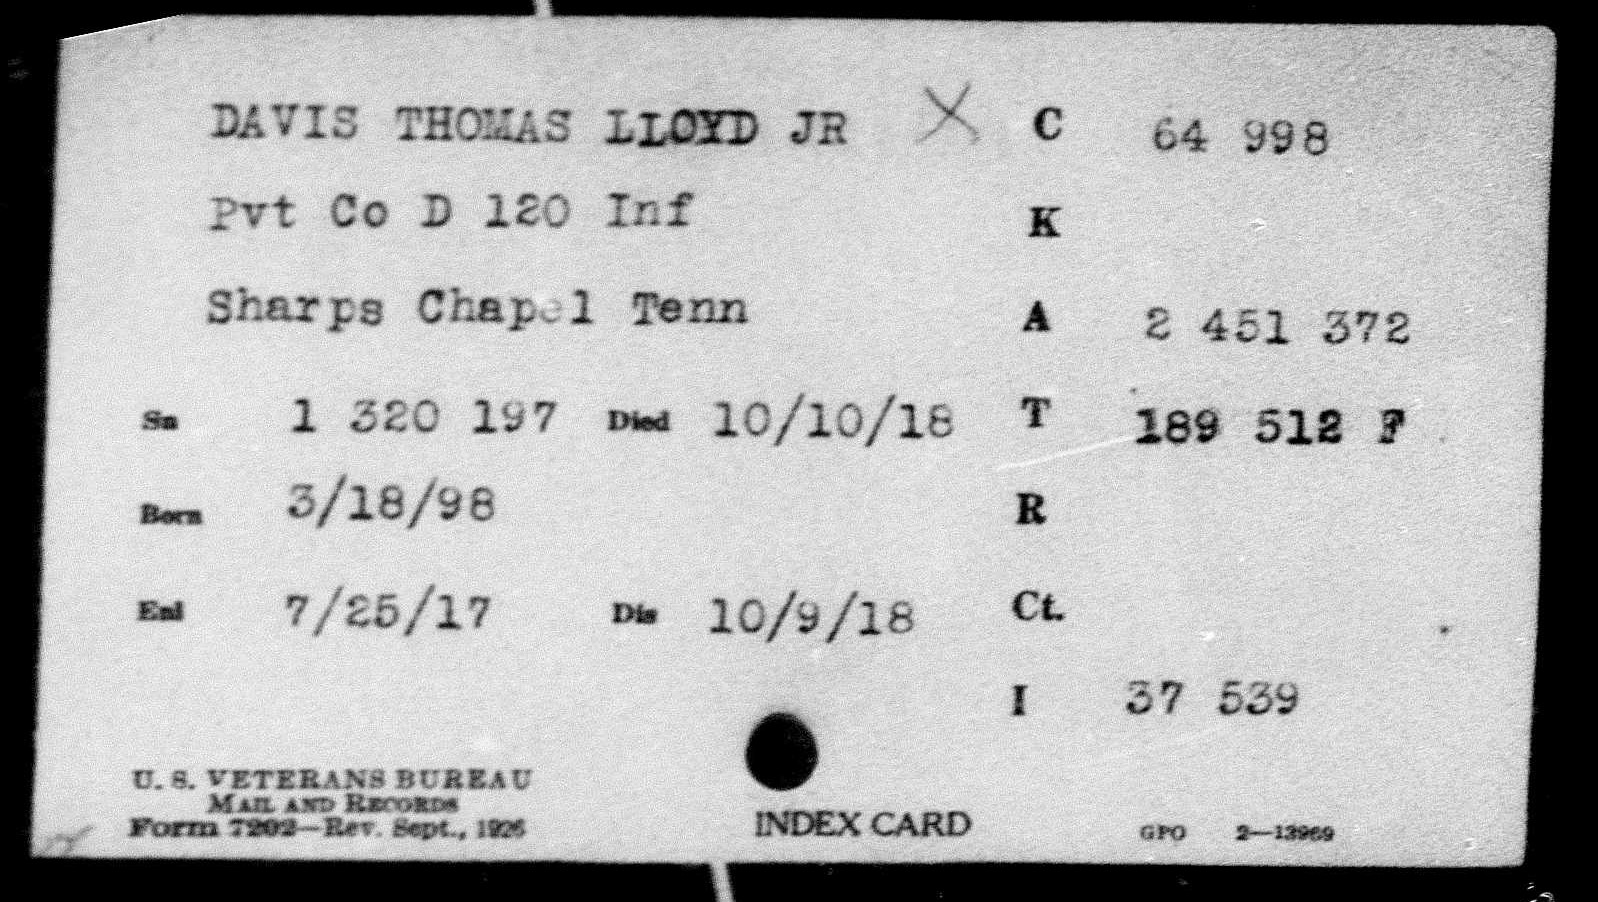 DAVIS THOMAS LLOYD JR X C 64 998
Pvt Co D 120 Inf K
Sharps Chapel Tenn A 2 451 372
Sn 1 320 197 Died 10/10/18 T 189 512 F
Born 3/18/98 R
Enl 7/25/17 Dis 10/9/18 Ct.
I 37 539
U. S. VETERANS BUREAU
MAIL AND RECORDS
Form 7202—Rev. Sept., 1926 INDEX CARD GPO 2—13969